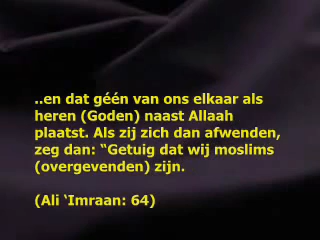 ..en dat géén van ons elkaar als
heren (Goden) naast Allaah
plaatst. Als zij zich dan afwenden,
zeg dan: “Getuig dat wij moslims
(overgevenden) zijn.
(Ali ‘Imraan: 64)